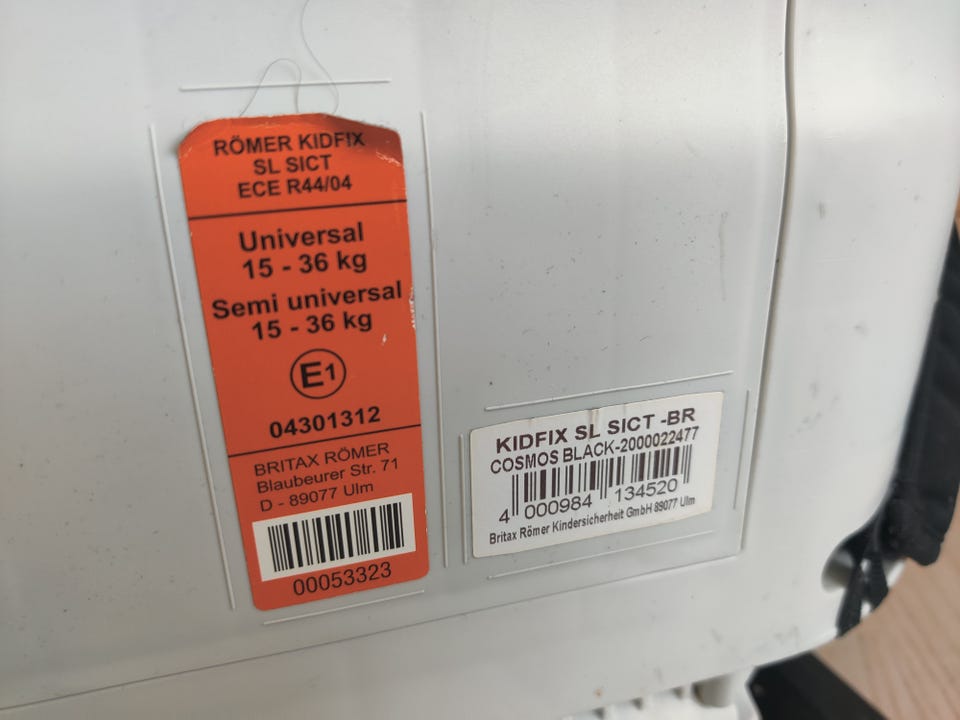 RÖMER KIDFIX
SL SICT
ECE R44/04
Universal
15 - 36 kg
Semi universal
15 - 36 kg
E1
04301312
BRITAX RÖMER
Blaubeurer Str. 71
D - 89077 Ulm
00053323
KIDFIX SL SICT -BR
COSMOS BLACK-2000022477
4 000984 134520
Britax Römer Kindersicherheit GmbH 89077 Ulm